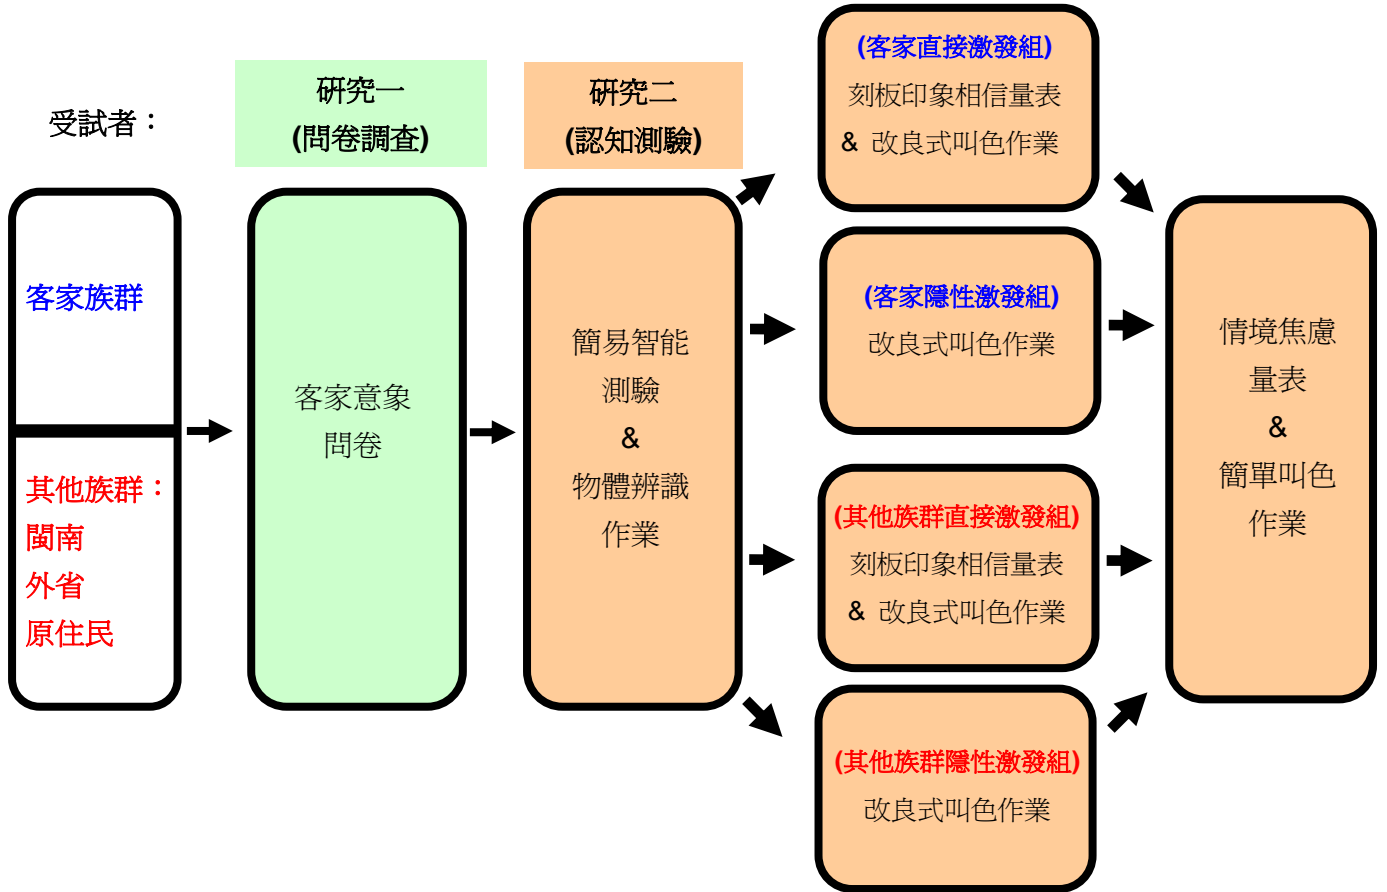 受試者：
客家族群
其他族群：
閩南
外省
原住民
研究一
(問卷調查)
客家意象
問卷
研究二
(認知測驗)
簡易智能
測驗
&
物體辨識
作業
(客家直接激發組)
刻板印象相信量表
& 改良式叫色作業
(客家隱性激發組)
改良式叫色作業
(其他族群直接激發組)
刻板印象相信量表
& 改良式叫色作業
(其他族群隱性激發組)
改良式叫色作業
情境焦慮
量表
&
簡單叫色
作業